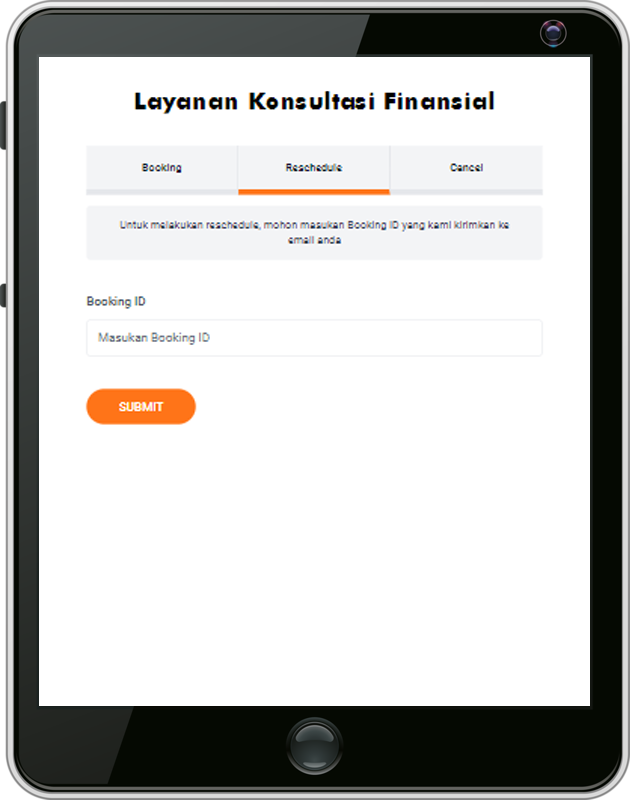 Layanan Konsultasi Finansial
Booking
Reschedule
Cancel
Untuk melakukan reschedule, mohon masukan Booking ID yang kami kirimkan ke
email anda
Booking ID
Masukan Booking ID
SUBMIT